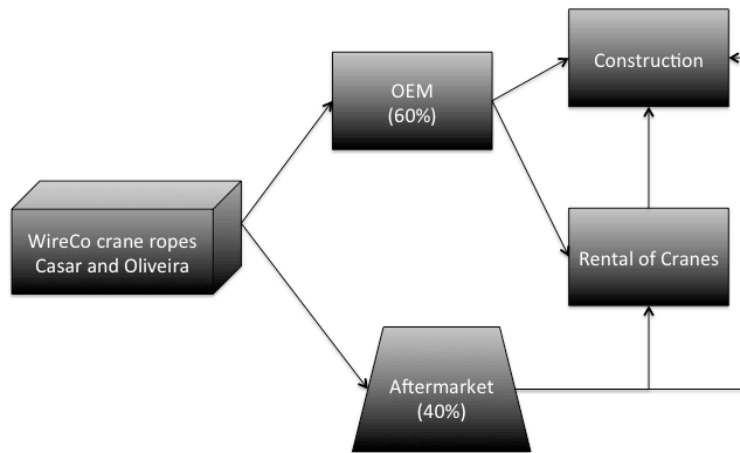 WireCo crane ropes
Casar and Oliveira
OEM
(60%)
Aftermarket
(40%)
Construction
Rental of Cranes